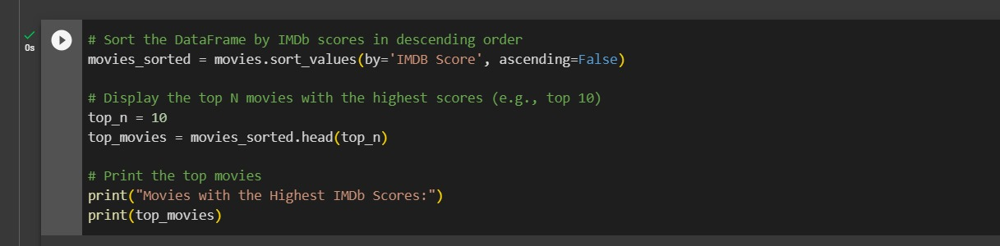 0s
# Sort the DataFrame by IMDb scores in descending order
movies_sorted = movies.sort_values(by='IMDB Score', ascending=False)
# Display the top N movies with the highest scores (e.g., top 10)
top_n = 10
top_movies = movies_sorted.head(top_n)
# Print the top movies
print("Movies with the Highest IMDb Scores:")
print(top_movies)